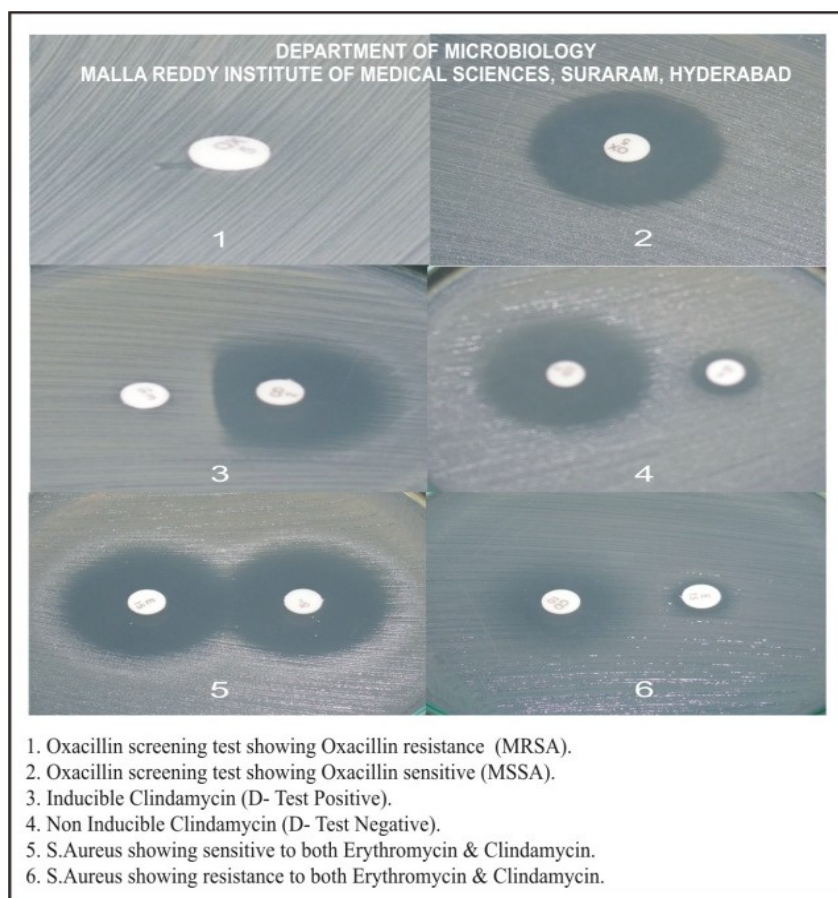 DEPARTMENT OF MICROBIOLOGY
MALLA REDDY INSTITUTE OF MEDICAL SCIENCES, SURARAM, HYDERABAD
OX
5
1
2
3
4
5
6
1. Oxacillin screening test showing Oxacillin resistance (MRSA).
2. Oxacillin screening test showing Oxacillin sensitive (MSSA).
3. Inducible Clindamycin (D- Test Positive).
4. Non Inducible Clindamycin (D- Test Negative).
5. S.Aureus showing sensitive to both Erythromycin & Clindamycin.
6. S.Aureus showing resistance to both Erythromycin & Clindamycin.